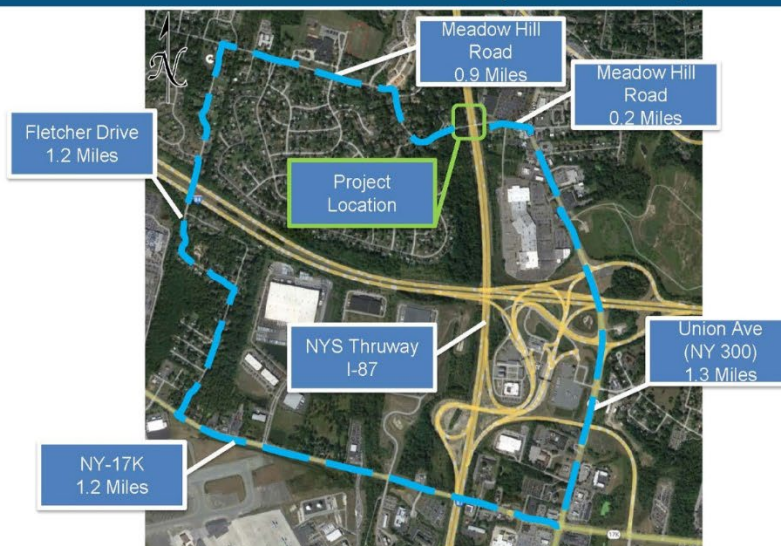 N
Meadow Hill
Road
0.9 Miles
Meadow Hill
Road
0.2 Miles
Fletcher Drive
1.2 Miles
Project
Location
NYS Thruway
I-87
Union Ave
(NY 300)
1.3 Miles
NY-17K
1.2 Miles